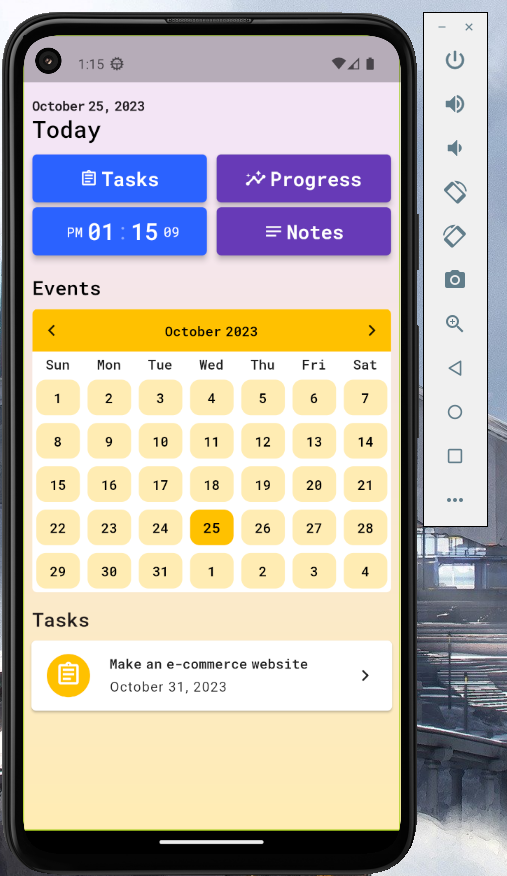 1:15
October 25, 2023
Today
Tasks Progress
PM 01 : 15 09 Notes
Events
October 2023
Sun Mon Tue Wed Thu Fri Sat
1 2 3 4 5 6 7
8 9 10 11 12 13 14
15 16 17 18 19 20 21
22 23 24 25 26 27 28
29 30 31 1 2 3 4
Tasks
Make an e-commerce website
October 31, 2023